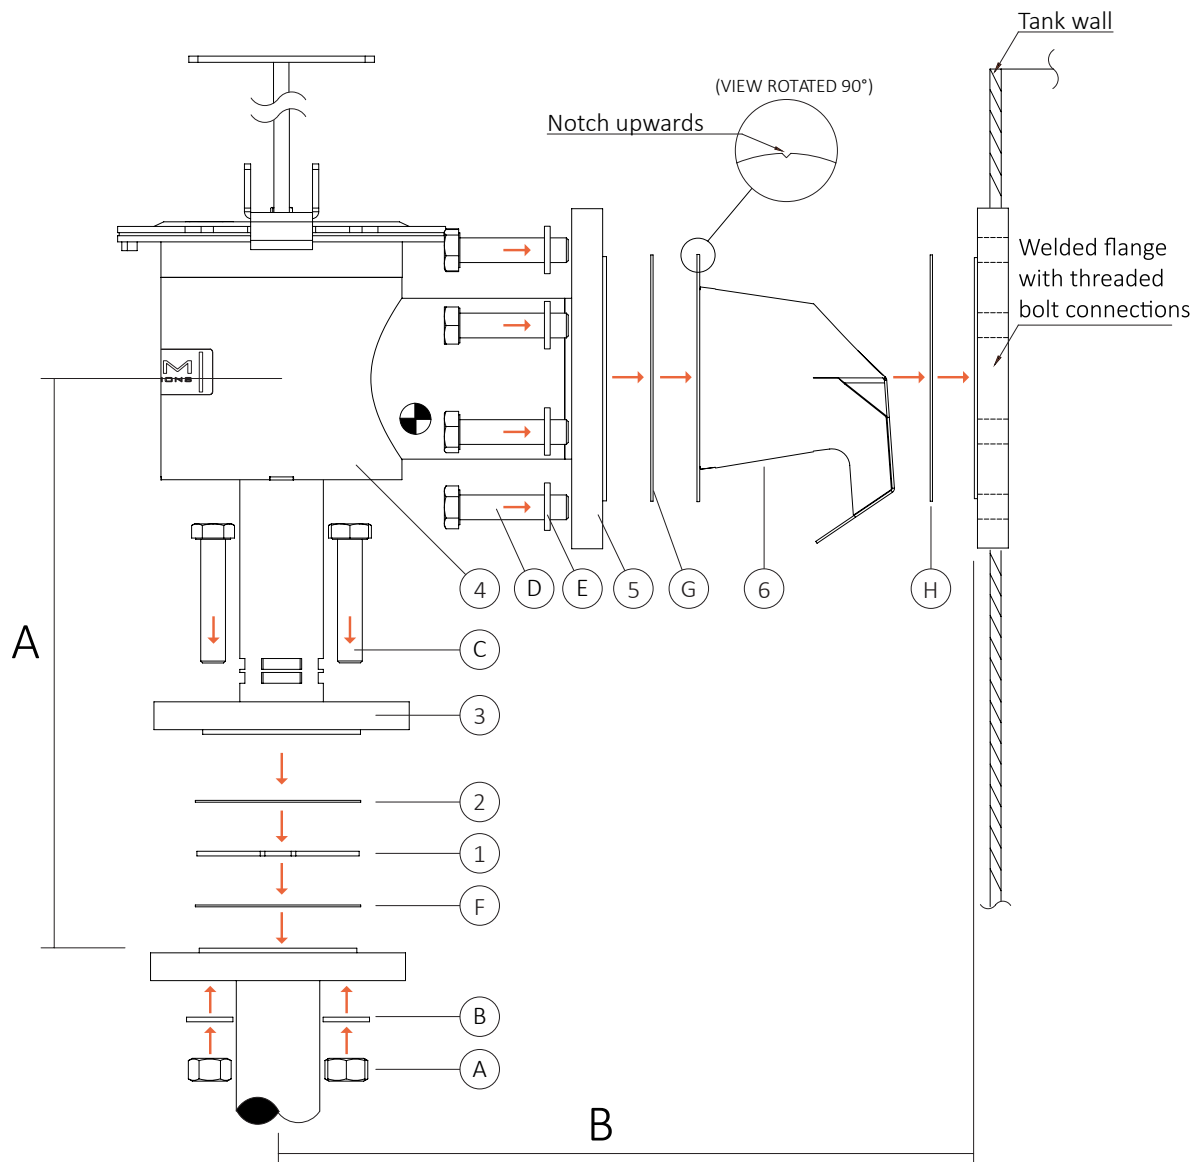 Tank wall
(VIEW ROTATED 90°)
Notch upwards
Welded flange
with threaded
bolt connections
M
IONS
4
D
E
5
G
6
H
A
C
3
2
1
F
B
A
B